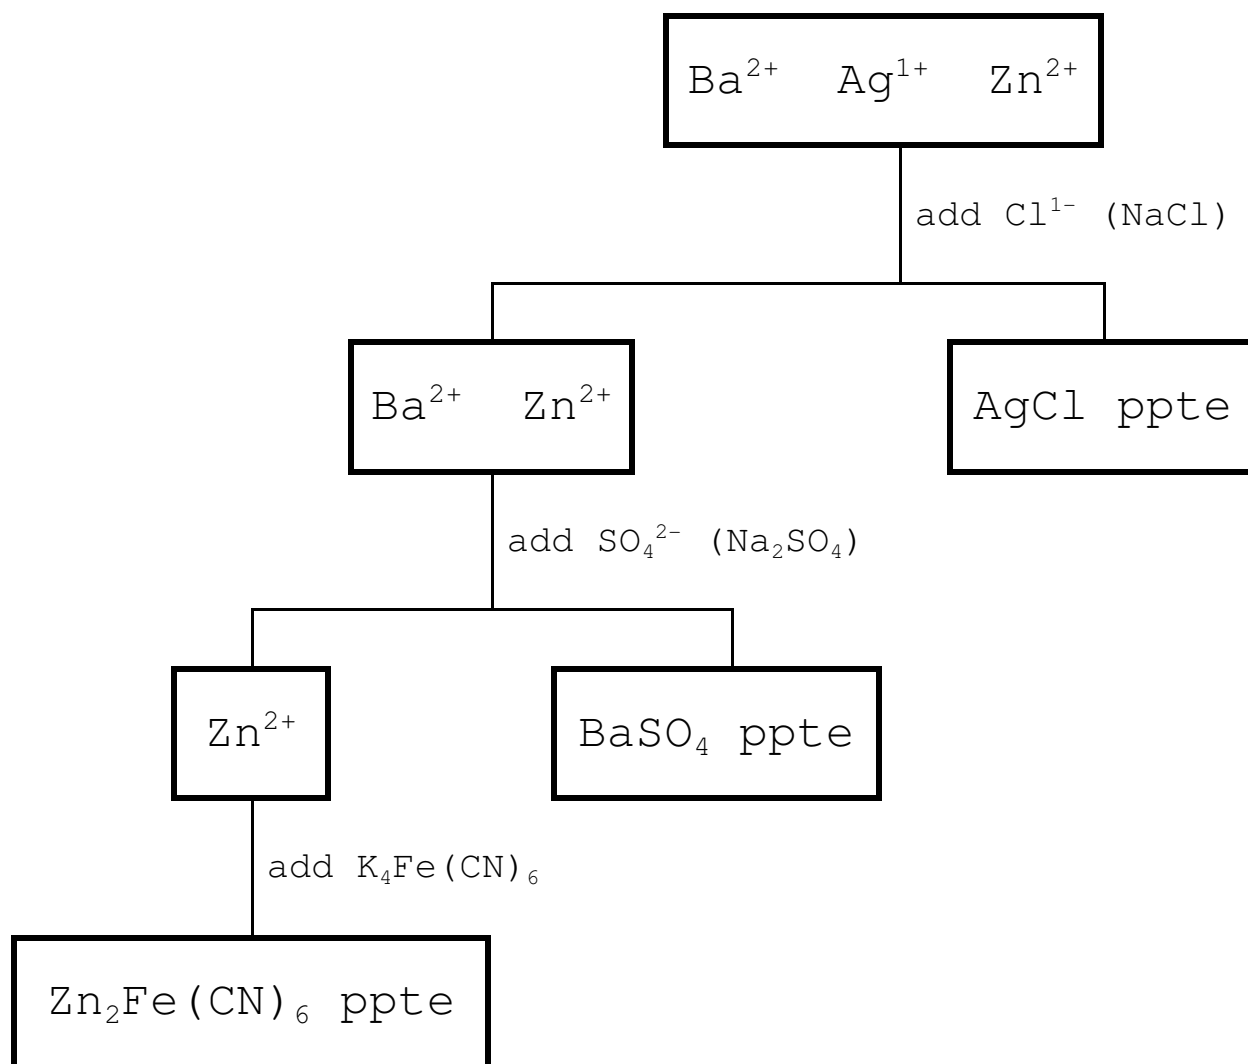 Ba²⁺ Ag¹⁺ Zn²⁺
add Cl¹⁻ (NaCl)
Ba²⁺ Zn²⁺
AgCl ppte
add SO₄²⁻ (Na₂SO₄)
Zn²⁺
BaSO₄ ppte
add K₄Fe(CN)₆
Zn₂Fe(CN)₆ ppte